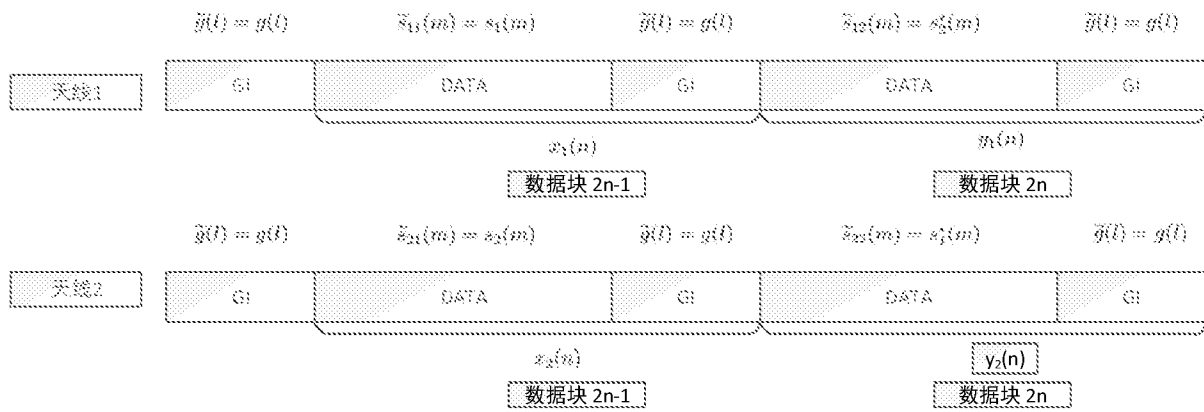 g̃(l) = g(l) s̃₁₁(m) = s₁(m) g̃(l) = g(l) s̃₁₂(m) = s₂*(m) g̃(l) = g(l)
天线1 GI DATA GI DATA GI
x₁(n) y₁(n)
数据块 2n-1 数据块 2n
g̃(l) = g(l) s̃₂₁(m) = s₂(m) g̃(l) = g(l) s̃₂₂(m) = s₁*(m) g̃(l) = g(l)
天线2 GI DATA GI DATA GI
x₂(n) y₂(n)
数据块 2n-1 数据块 2n